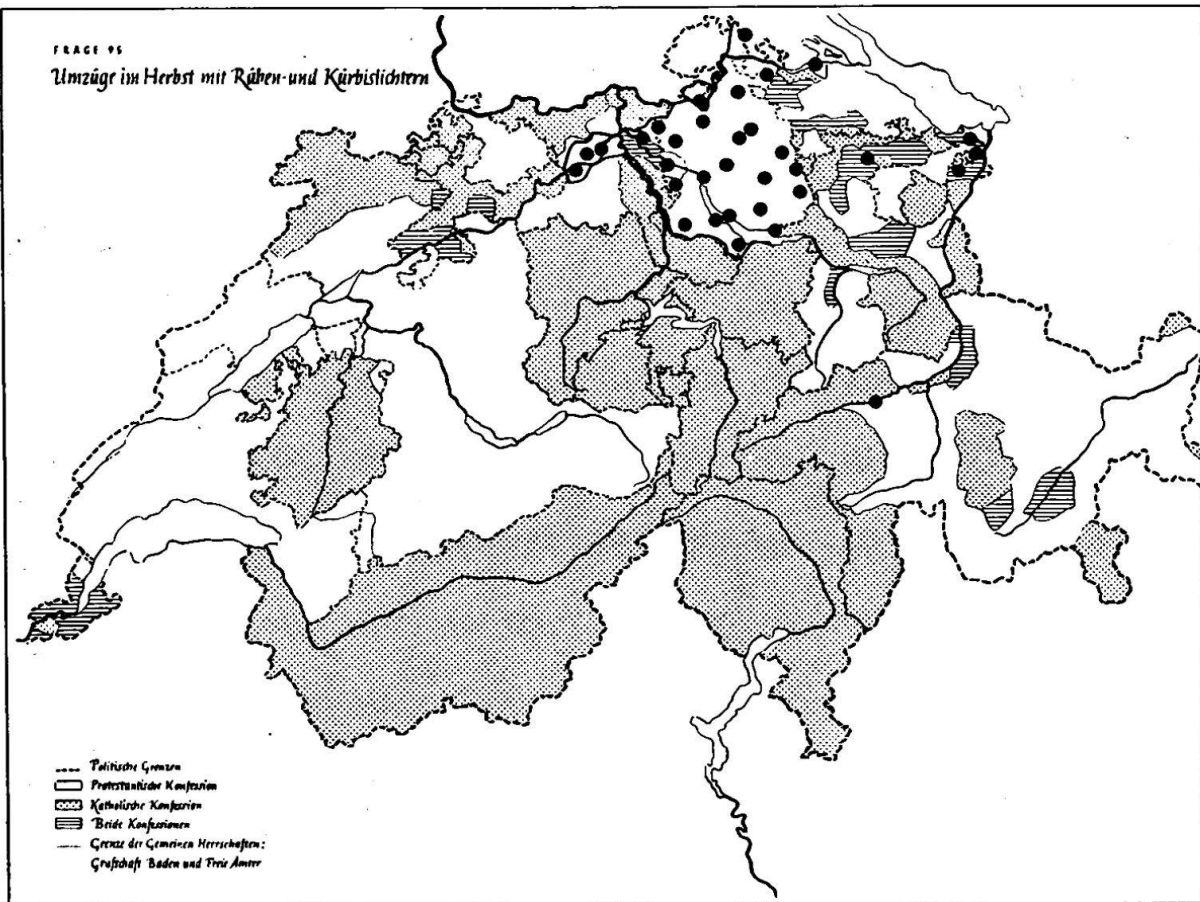 FRAGE 95
Umzüge im Herbst mit Rüben- und Kürbislichtern
Politische Grenzen
Protestantische Konfession
Katholische Konfession
Beide Konfessionen
Grenze der Gemeinen Herrschaften:
Grafschaft Baden und Freie Ämter